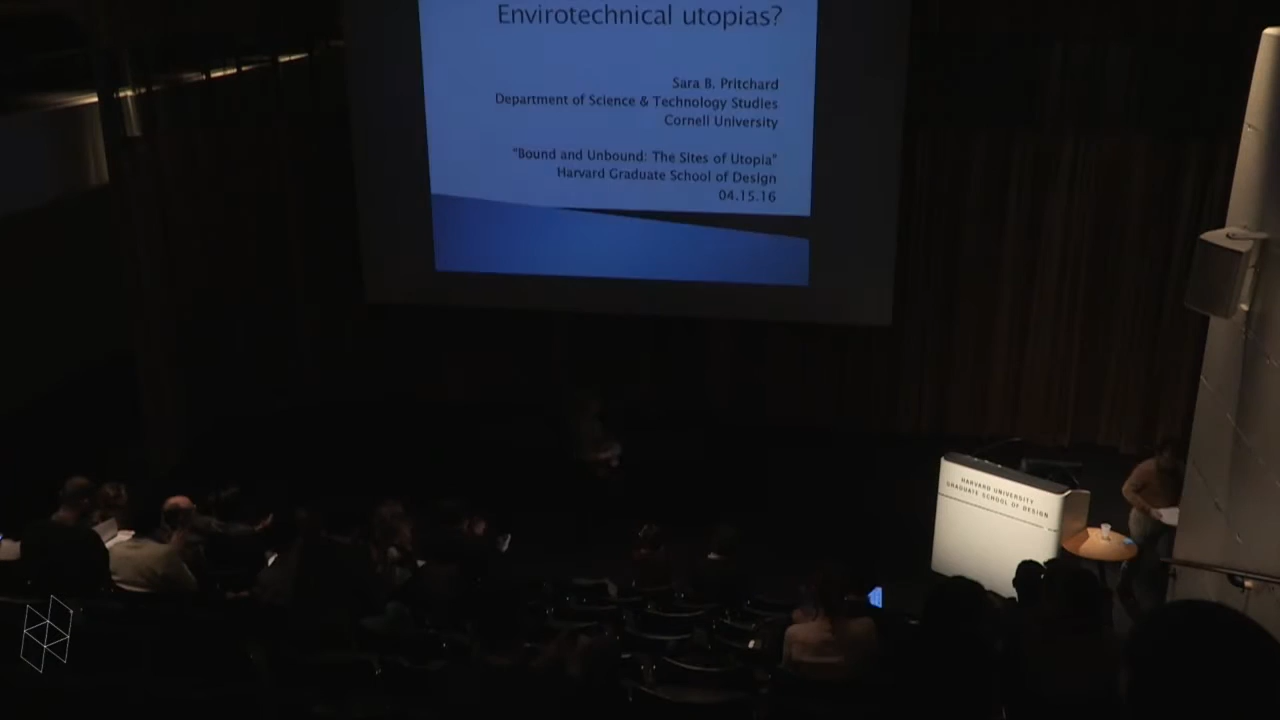 Envirotechnical utopias?
Sara B. Pritchard
Department of Science & Technology Studies
Cornell University
"Bound and Unbound: The Sites of Utopia"
Harvard Graduate School of Design
04.15.16
HARVARD UNIVERSITY
GRADUATE SCHOOL OF DESIGN